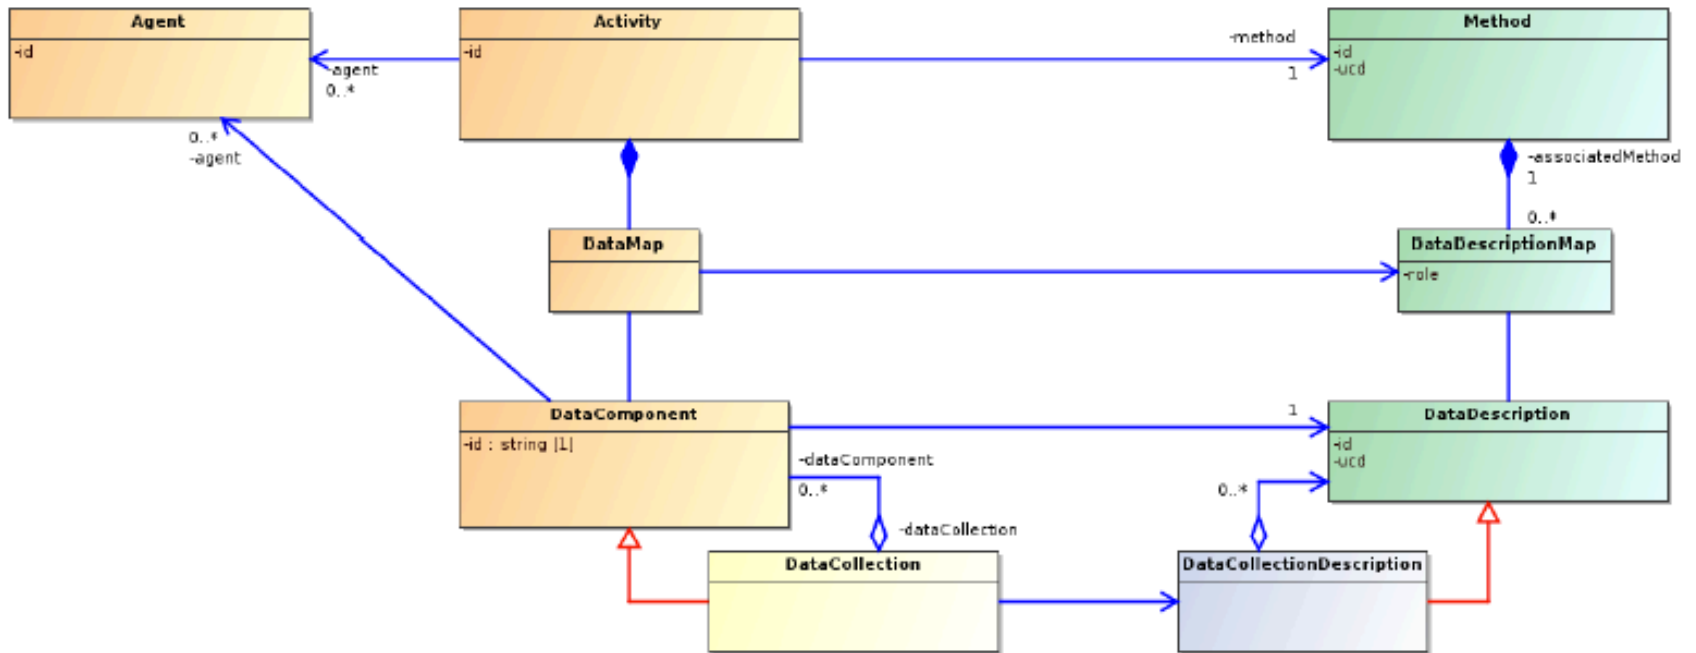 Agent
-id
Activity
-id
Method
-id
-ucd
-agent
0..*
-method
1
0..*
-agent
-associatedMethod
1
0..*
DataMap
DataDescriptionMap
-role
DataComponent
-id : string [1]
1
DataDescription
-id
-ucd
-dataComponent
0..*
0..*
-dataCollection
DataCollection
DataCollectionDescription